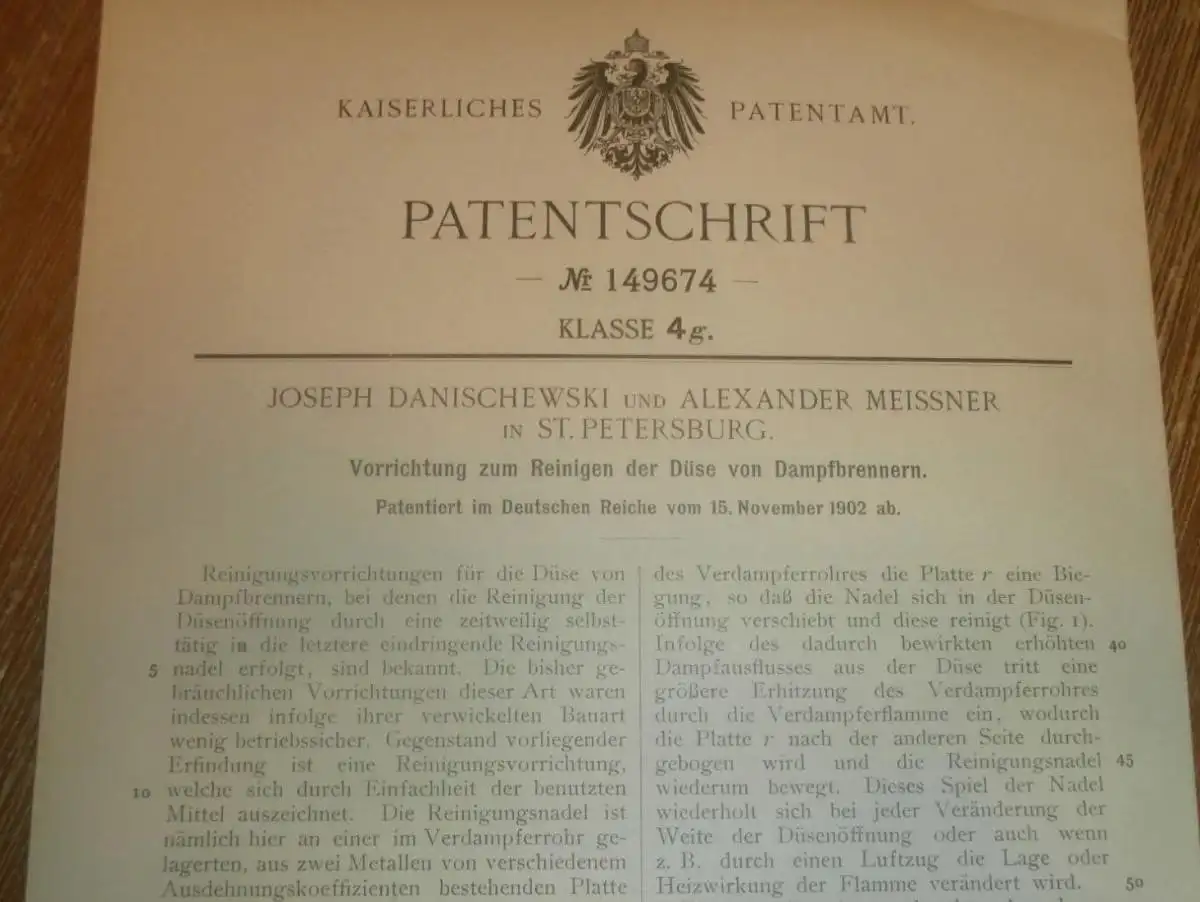 KAISERLICHES PATENTAMT.
PATENTSCHRIFT
— № 149674 —
KLASSE 4g.
JOSEPH DANISCHEWSKI UND ALEXANDER MEISSNER
IN ST. PETERSBURG.
Vorrichtung zum Reinigen der Düse von Dampfbrennern.
Patentiert im Deutschen Reiche vom 15. November 1902 ab.
Reinigungsvorrichtungen für die Düse von
Dampfbrennern, bei denen die Reinigung der
Düsenöffnung durch eine zeitweilig selbst-
tätig in die letztere eindringende Reinigungs-
5 nadel erfolgt, sind bekannt. Die bisher ge-
bräuchlichen Vorrichtungen dieser Art waren
indessen infolge ihrer verwickelten Bauart
wenig betriebssicher. Gegenstand vorliegender
Erfindung ist eine Reinigungsvorrichtung,
10 welche sich durch Einfachheit der benutzten
Mittel auszeichnet. Die Reinigungsnadel ist
nämlich hier an einer im Verdampferrohr ge-
lagerten, aus zwei Metallen von verschiedenem
Ausdehnungskoeffizienten bestehenden Platte
des Verdampferrohres die Platte r eine Bie-
gung, so daß die Nadel sich in der Düsen-
öffnung verschiebt und diese reinigt (Fig. 1).
Infolge des dadurch bewirkten erhöhten 40
Dampfausflusses aus der Düse tritt eine
größere Erhitzung des Verdampferrohres
durch die Verdampferflamme ein, wodurch
die Platte r nach der anderen Seite durch-
gebogen wird und die Reinigungsnadel 45
wiederum bewegt. Dieses Spiel der Nadel
wiederholt sich bei jeder Veränderung der
Weite der Düsenöffnung oder auch wenn
z. B. durch einen Luftzug die Lage oder
Heizwirkung der Flamme verändert wird. 50